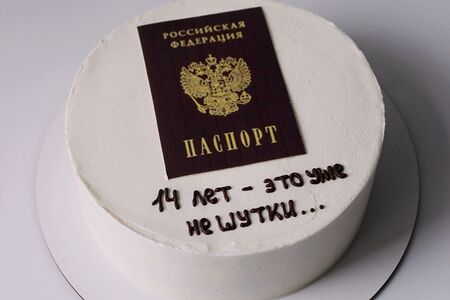 РОССИЙСКАЯ
ФЕДЕРАЦИЯ
ПАСПОРТ
14 лет - это уже
не шутки...